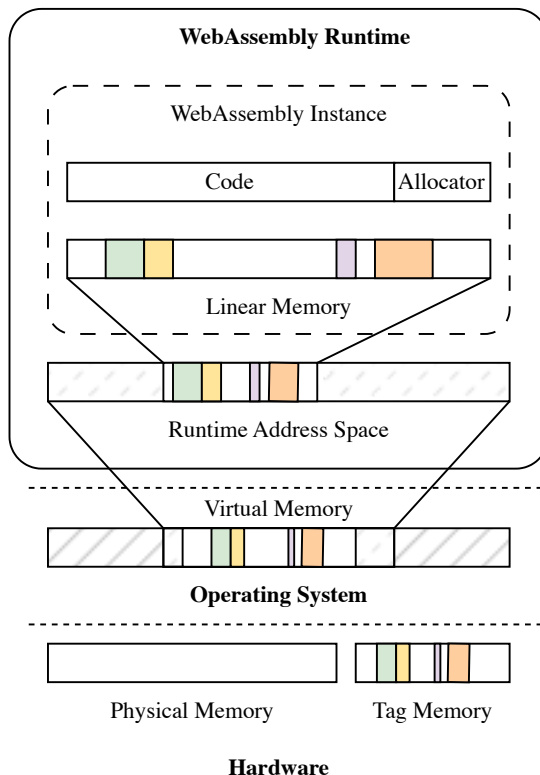 WebAssembly Runtime
WebAssembly Instance
Code
Allocator
Linear Memory
Runtime Address Space
Virtual Memory
Operating System
Physical Memory
Tag Memory
Hardware